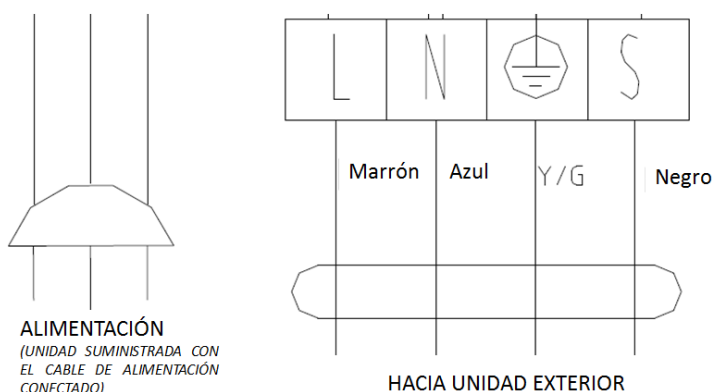 L N S
Marrón Azul Y/G Negro
ALIMENTACIÓN
(UNIDAD SUMINISTRADA CON
EL CABLE DE ALIMENTACIÓN
CONECTADO)
HACIA UNIDAD EXTERIOR